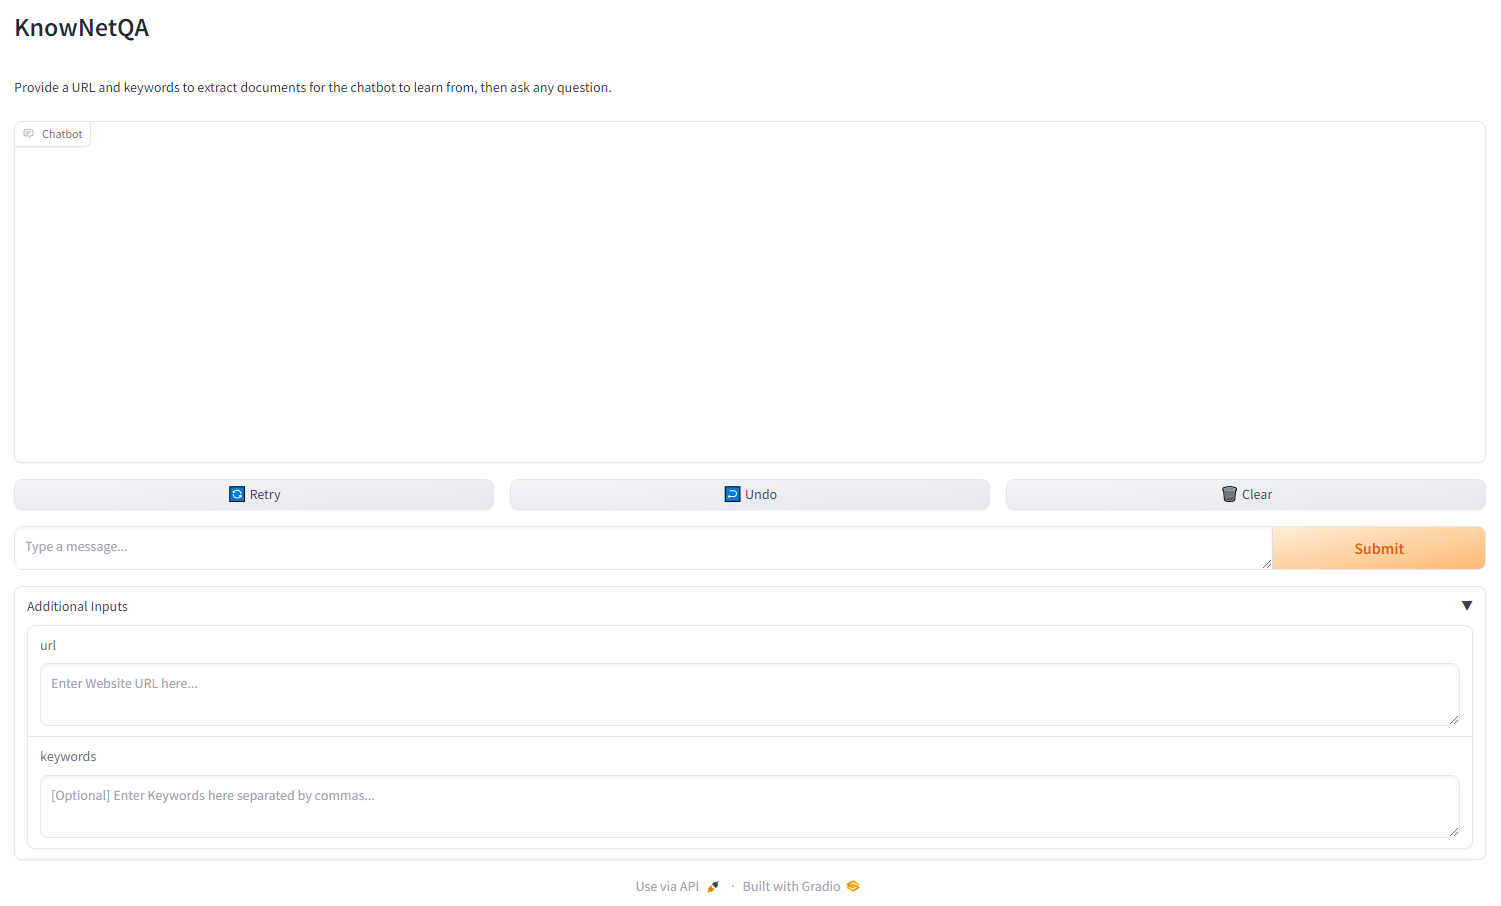 KnowNetQA
Provide a URL and keywords to extract documents for the chatbot to learn from, then ask any question.
Chatbot
Retry
Undo
Clear
Type a message...
Submit
Additional Inputs
▼
url
Enter Website URL here...
keywords
[Optional] Enter Keywords here separated by commas...
Use via API · Built with Gradio